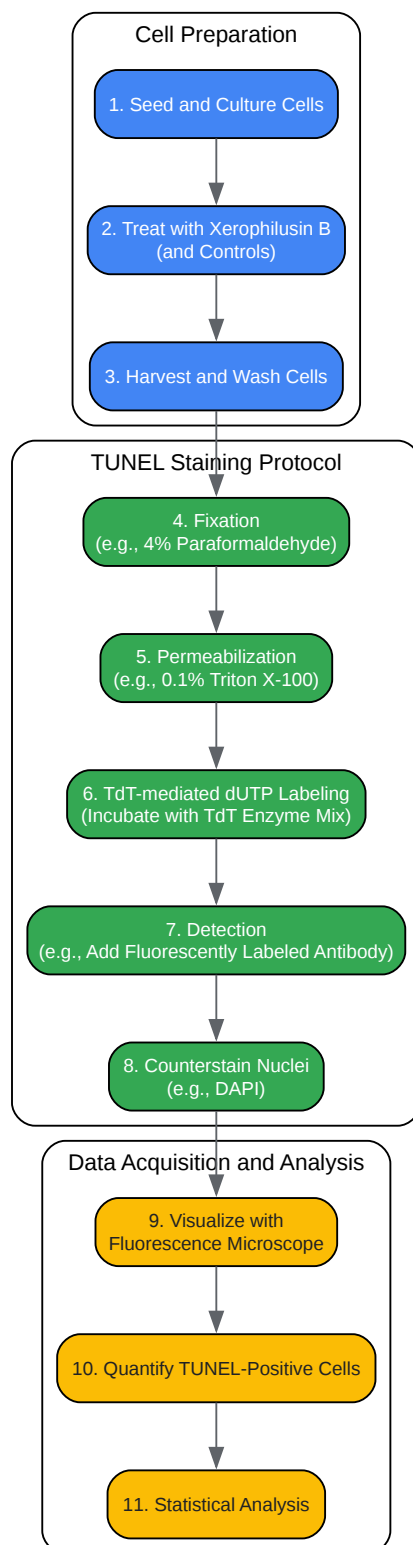 Cell Preparation
1. Seed and Culture Cells
2. Treat with Xerophilusin B
(and Controls)
3. Harvest and Wash Cells
TUNEL Staining Protocol
4. Fixation
(e.g., 4% Paraformaldehyde)
5. Permeabilization
(e.g., 0.1% Triton X-100)
6. TdT-mediated dUTP Labeling
(Incubate with TdT Enzyme Mix)
7. Detection
(e.g., Add Fluorescently Labeled Antibody)
8. Counterstain Nuclei
(e.g., DAPI)
Data Acquisition and Analysis
9. Visualize with
Fluorescence Microscope
10. Quantify TUNEL-Positive Cells
11. Statistical Analysis